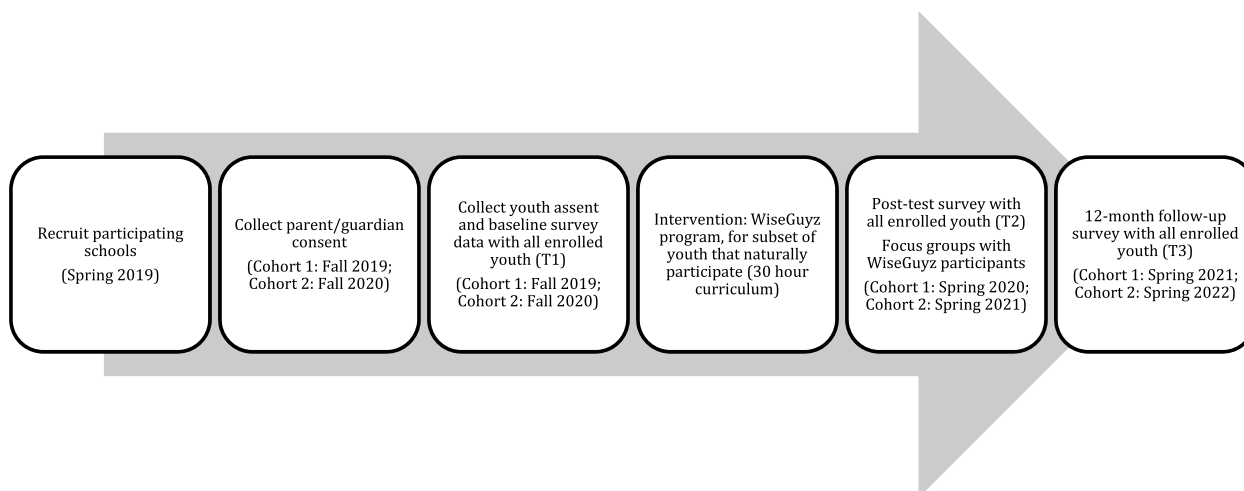 Recruit participating
schools
(Spring 2019)
Collect parent/guardian
consent
(Cohort 1: Fall 2019;
Cohort 2: Fall 2020)
Collect youth assent
and baseline survey
data with all enrolled
youth (T1)
(Cohort 1: Fall 2019;
Cohort 2: Fall 2020)
Intervention: WiseGuyz
program, for subset of
youth that naturally
participate (30 hour
curriculum)
Post-test survey with
all enrolled youth (T2)
Focus groups with
WiseGuyz participants
(Cohort 1: Spring 2020;
Cohort 2: Spring 2021)
12-month follow-up
survey with all enrolled
youth (T3)
(Cohort 1: Spring 2021;
Cohort 2: Spring 2022)